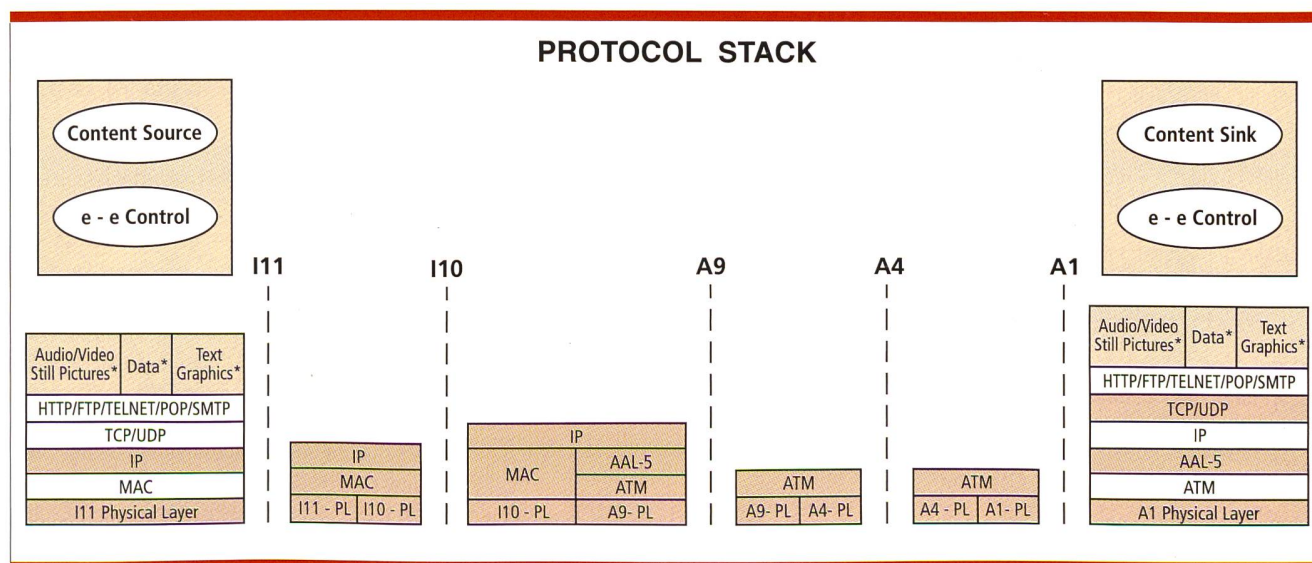 PROTOCOL STACK
Content Source
e - e Control
Content Sink
e - e Control
I11
I10
A9
A4
A1
Audio/Video
Still Pictures*
Data*
Text
Graphics*
HTTP/FTP/TELNET/POP/SMTP
TCP/UDP
IP
MAC
I11 Physical Layer
IP
MAC
I11 - PL
I10 - PL
IP
MAC
AAL-5
ATM
I10 - PL
A9- PL
ATM
A9- PL
A4- PL
ATM
A4 - PL
A1- PL
Audio/Video
Still Pictures*
Data*
Text
Graphics*
HTTP/FTP/TELNET/POP/SMTP
TCP/UDP
IP
AAL-5
ATM
A1 Physical Layer